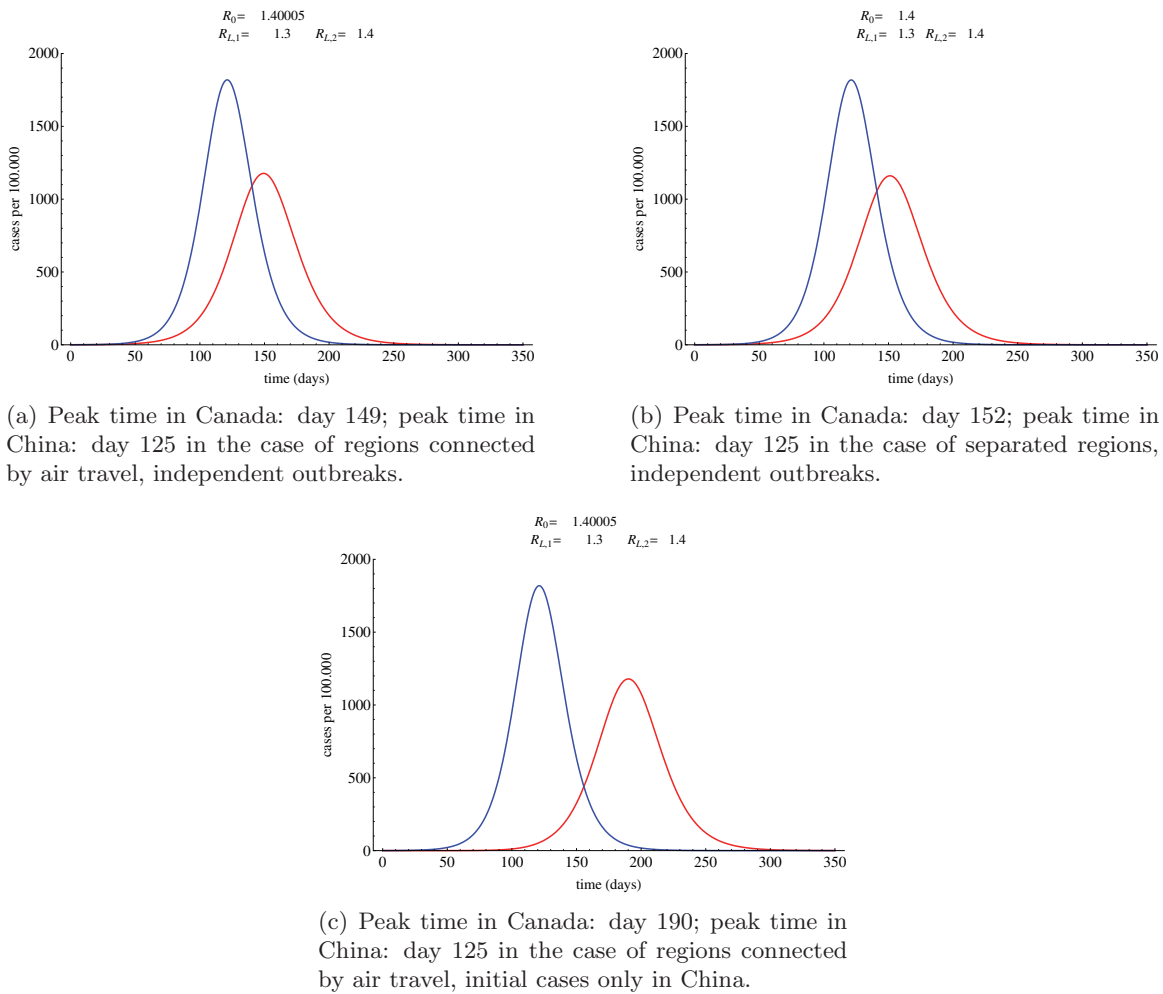 R0= 1.40005
RL,1= 1.3 RL,2= 1.4
2000
1500
1000
500
0
cases per 100.000
0 50 100 150 200 250 300 350
time (days)
(a) Peak time in Canada: day 149; peak time in
China: day 125 in the case of regions connected
by air travel, independent outbreaks.
R0= 1.4
RL,1= 1.3 RL,2= 1.4
2000
1500
1000
500
0
cases per 100.000
0 50 100 150 200 250 300 350
time (days)
(b) Peak time in Canada: day 152; peak time in
China: day 125 in the case of separated regions,
independent outbreaks.
R0= 1.40005
RL,1= 1.3 RL,2= 1.4
2000
1500
1000
500
0
cases per 100.000
0 50 100 150 200 250 300 350
time (days)
(c) Peak time in Canada: day 190; peak time in
China: day 125 in the case of regions connected
by air travel, initial cases only in China.